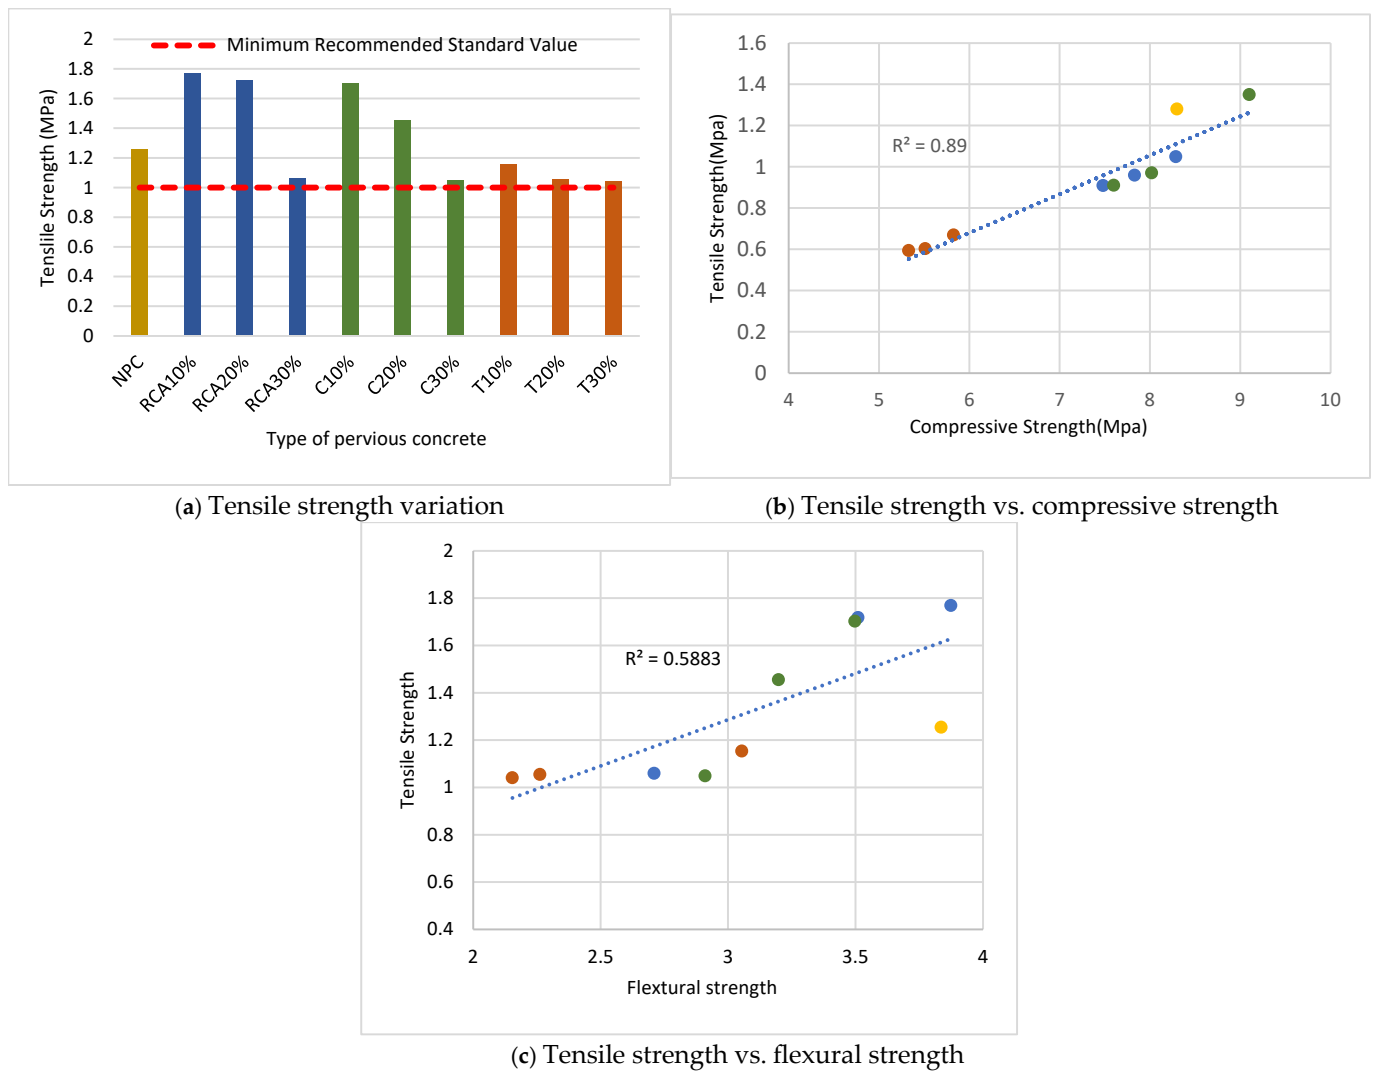 2
1.8
1.6
1.4
1.2
1
0.8
0.6
0.4
0.2
0
Tenslile Strength (MPa)
Minimum Recommended Standard Value
NPC
RCA10%
RCA20%
RCA30%
C10%
C20%
C30%
T10%
T20%
T30%
Type of pervious concrete
(a) Tensile strength variation
1.6
1.4
1.2
1
0.8
0.6
0.4
0.2
0
Tensile Strength(Mpa)
R² = 0.89
4 5 6 7 8 9 10
Compressive Strength(Mpa)
(b) Tensile strength vs. compressive strength
2
1.8
1.6
1.4
1.2
1
0.8
0.6
0.4
Tensile Strength
R² = 0.5883
2 2.5 3 3.5 4
Flextural strength
(c) Tensile strength vs. flexural strength